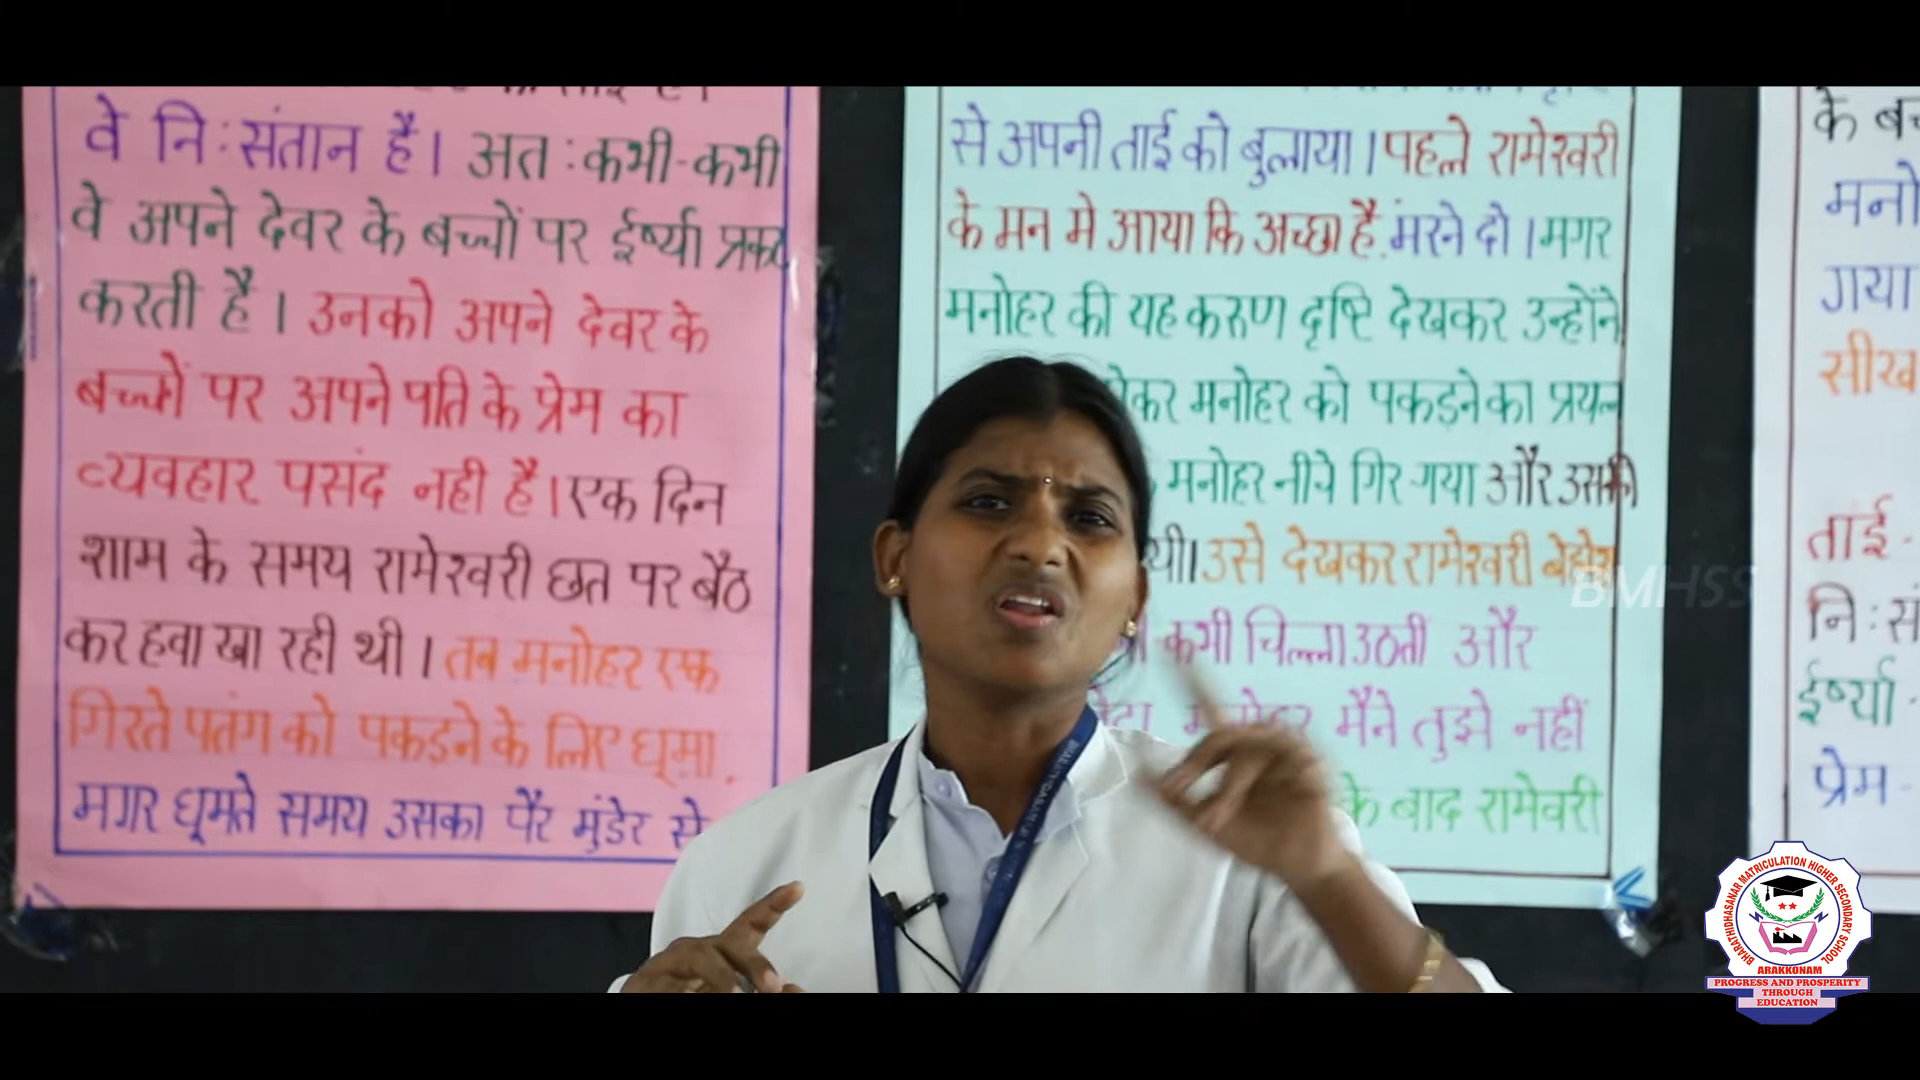 वे नि:संतान है। अत:कभी-कभी
वे अपने देवर के बच्चों पर ईर्ष्या प्रकट
करती है। उनको अपने देवर के
बच्चों पर अपने पति के प्रेम का
व्यवहार पसंद नही है।एक दिन
शाम के समय रामेश्वरी छत पर बैठ
कर हवा खा रही थी। तब मनोहर एक
गिरते पतंग को पकड़ने के लिए घूमा.
मगर घूमते समय उसका पैर मुंडेर से
से अपनी ताई को बुलाया।पहले रामेश्वरी
के मन मे आया कि अच्छा है.मरने दो।मगर
मनोहर की यह करुण दृष्टि देखकर उन्होंने
मनोहर को पकड़ने का प्रयत्न
मनोहर नीचे गिर गया और उसकी
थी।उसे देखकर रामेश्वरी बेहोश
कभी चिल्ला उठती और
मैने तुझे नहीं
के बाद रामेवरी
के
मनो
गया
सीख
ताई-
नि:सं
ईर्ष्या-
प्रेम-
BMHSS
BHARATHIDHASANAR MATRICULATION HIGHER SECONDARY SCHOOL
ARAKKONAM
PROGRESS AND PROSPERITY
THROUGH
EDUCATION